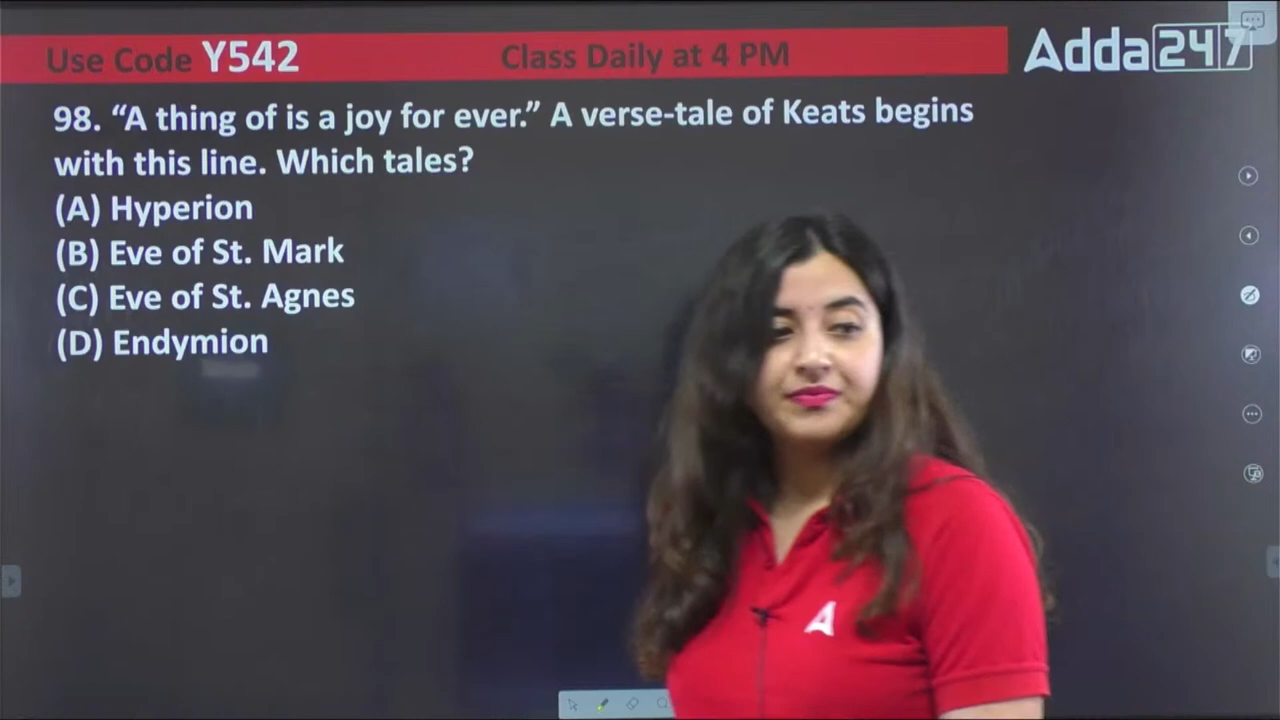 Use Code Y542 Class Daily at 4 PM Adda247
98. “A thing of is a joy for ever.” A verse-tale of Keats begins
with this line. Which tales?
(A) Hyperion
(B) Eve of St. Mark
(C) Eve of St. Agnes
(D) Endymion
A